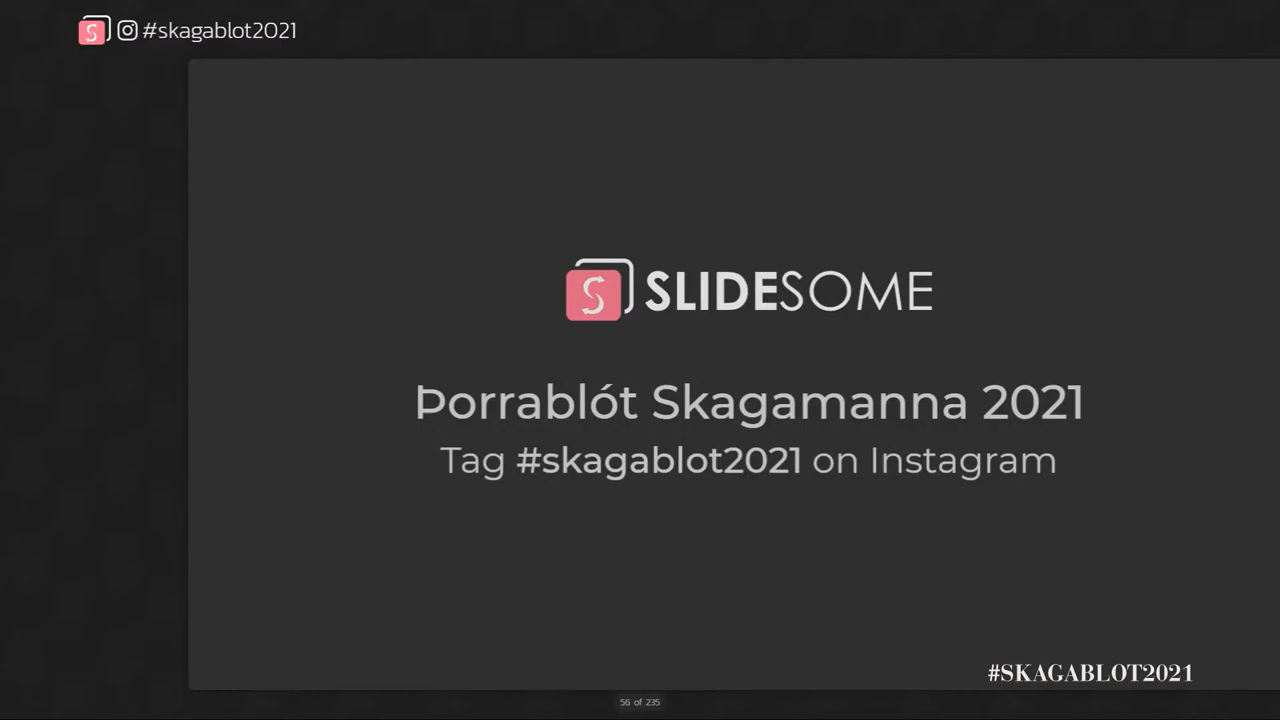 #skagablot2021
SLIDESOME
Þorrablót Skagamanna 2021
Tag #skagablot2021 on Instagram
#SKAGABLOT2021
56 of 235